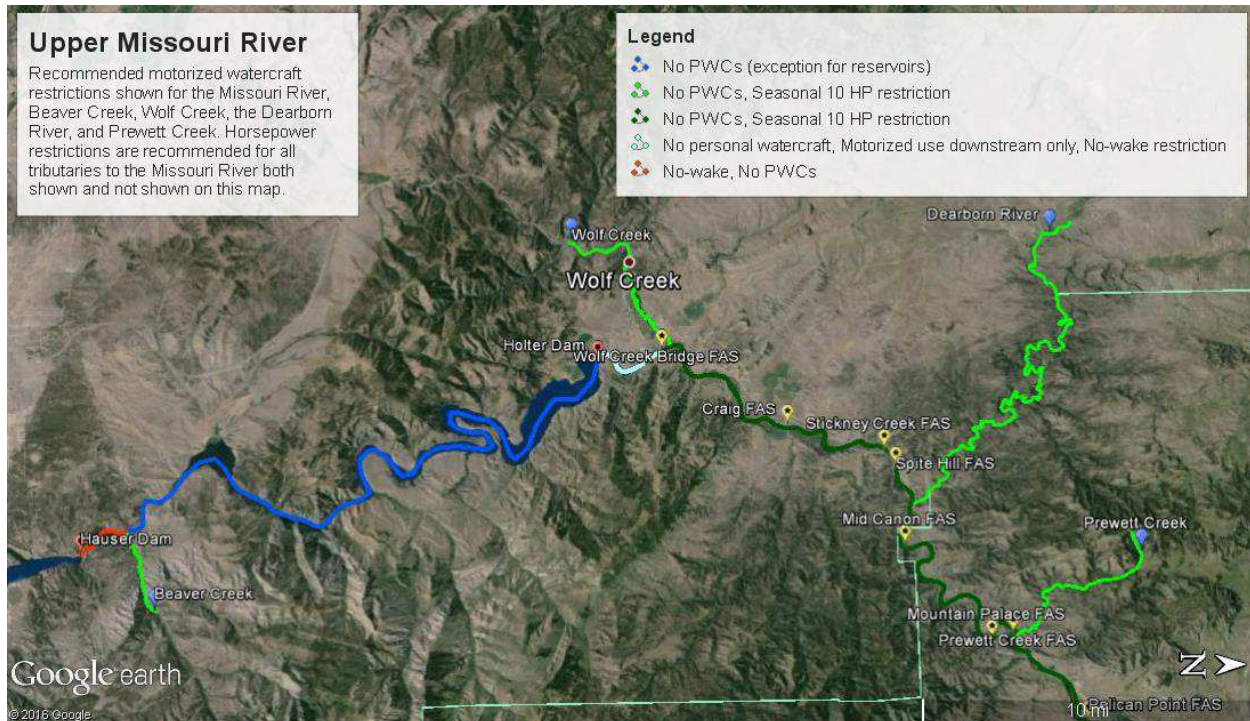 Upper Missouri River
Recommended motorized watercraft
restrictions shown for the Missouri River,
Beaver Creek, Wolf Creek, the Dearborn
River, and Prewett Creek. Horsepower
restrictions are recommended for all
tributaries to the Missouri River both
shown and not shown on this map.
Legend
No PWCs (exception for reservoirs)
No PWCs, Seasonal 10 HP restriction
No PWCs, Seasonal 10 HP restriction
No personal watercraft, Motorized use downstream only, No-wake restriction
No-wake, No PWCs
Dearborn River
Wolf Creek
Wolf Creek
Holter Dam
Wolf Creek Bridge FAS
Craig FAS
Stickney Creek FAS
Spite Hill FAS
Mid Canon FAS
Prewett Creek
Hauser Dam
Beaver Creek
Mountain Palace FAS
Prewett Creek FAS
Google earth
N
Pelican Point FAS
10 mi
© 2016 Google